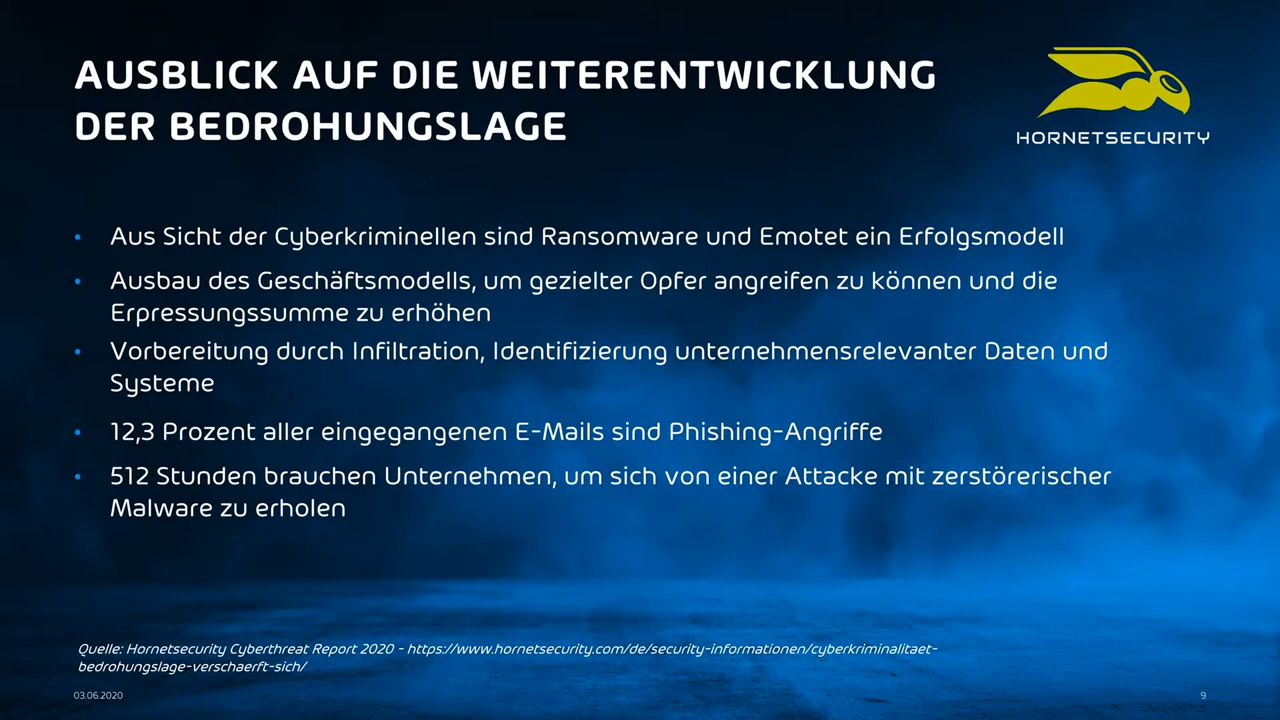 AUSBLICK AUF DIE WEITERENTWICKLUNG
DER BEDROHUNGSLAGE
HORNETSECURITY
• Aus Sicht der Cyberkriminellen sind Ransomware und Emotet ein Erfolgsmodell
• Ausbau des Geschäftsmodells, um gezielter Opfer angreifen zu können und die
Erpressungssumme zu erhöhen
• Vorbereitung durch Infiltration, Identifizierung unternehmensrelevanter Daten und
Systeme
• 12,3 Prozent aller eingegangenen E-Mails sind Phishing-Angriffe
• 512 Stunden brauchen Unternehmen, um sich von einer Attacke mit zerstörerischer
Malware zu erholen
Quelle: Hornetsecurity Cyberthreat Report 2020 - https://www.hornetsecurity.com/de/security-informationen/cyberkriminalitaet-
bedrohungslage-verschaerft-sich/
03.06.2020
9